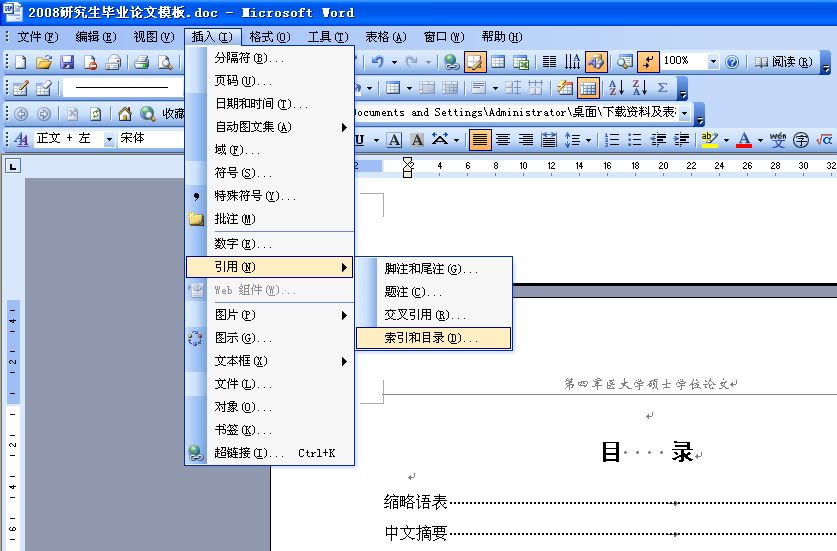 2008研究生毕业论文模板.doc - Microsoft Word
文件(F) 编辑(E) 视图(V) 插入(I) 格式(O) 工具(T) 表格(A) 窗口(W) 帮助(H)
100% 阅读(R)
收藏 Documents and Settings\Administrator\桌面\下载资料及表
正文 + 左 宋体 U A A A wén 字
2 2 4 6 8 10 12 14 16 18 20 22 24 26 28 30 32
分隔符(B)...
页码(U)...
日期和时间(T)...
自动图文集(A)
域(F)...
符号(S)...
特殊符号(Y)...
批注(M)
数字(E)...
引用(N)
Web 组件(W)...
图片(P)
图示(G)...
文本框(X)
文件(L)...
对象(O)...
书签(K)...
超链接(I)... Ctrl+K
脚注和尾注(G)...
题注(C)...
交叉引用(R)...
索引和目录(D)...
第四军医大学硕士学位论文
目 录
缩略语表
中文摘要